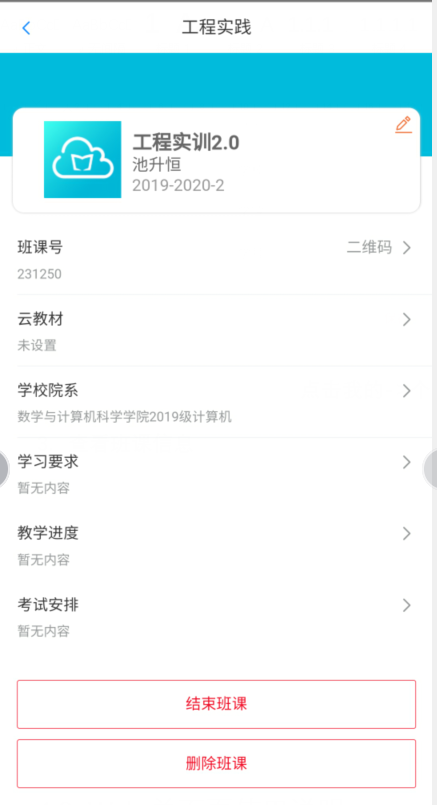 工程实践
工程实训2.0
池升恒
2019-2020-2
班课号
二维码
231250
云教材
未设置
学校院系
数学与计算机科学学院2019级计算机
学习要求
暂无内容
教学进度
暂无内容
考试安排
暂无内容
结束班课
删除班课